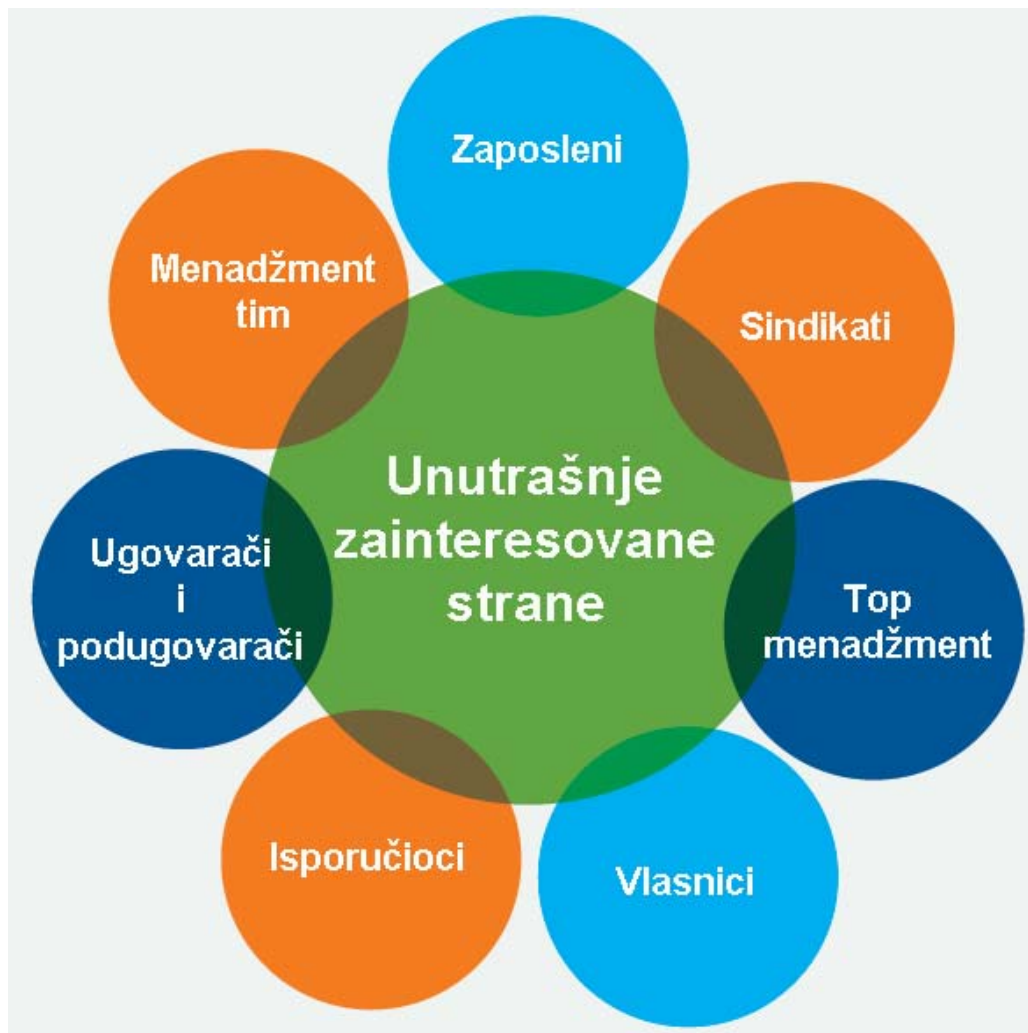 Zaposleni
Menadžment
tim
Sindikati
Unutrašnje
zainteresovane
strane
Ugovarači
i
podugovarači
Top
menadžment
Isporučioci
Vlasnici